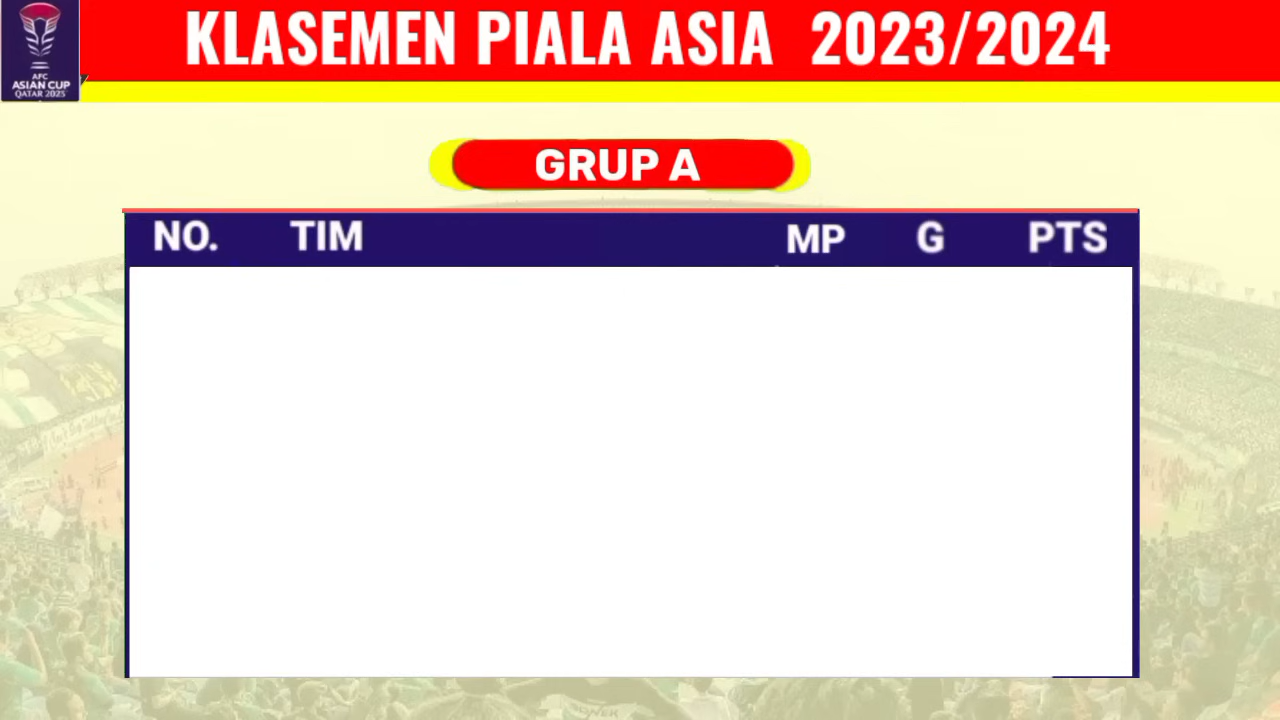 KLASEMEN PIALA ASIA 2023/2024
AFC
ASIAN CUP
QATAR 2023
GRUP A
NO. TIM MP G PTS